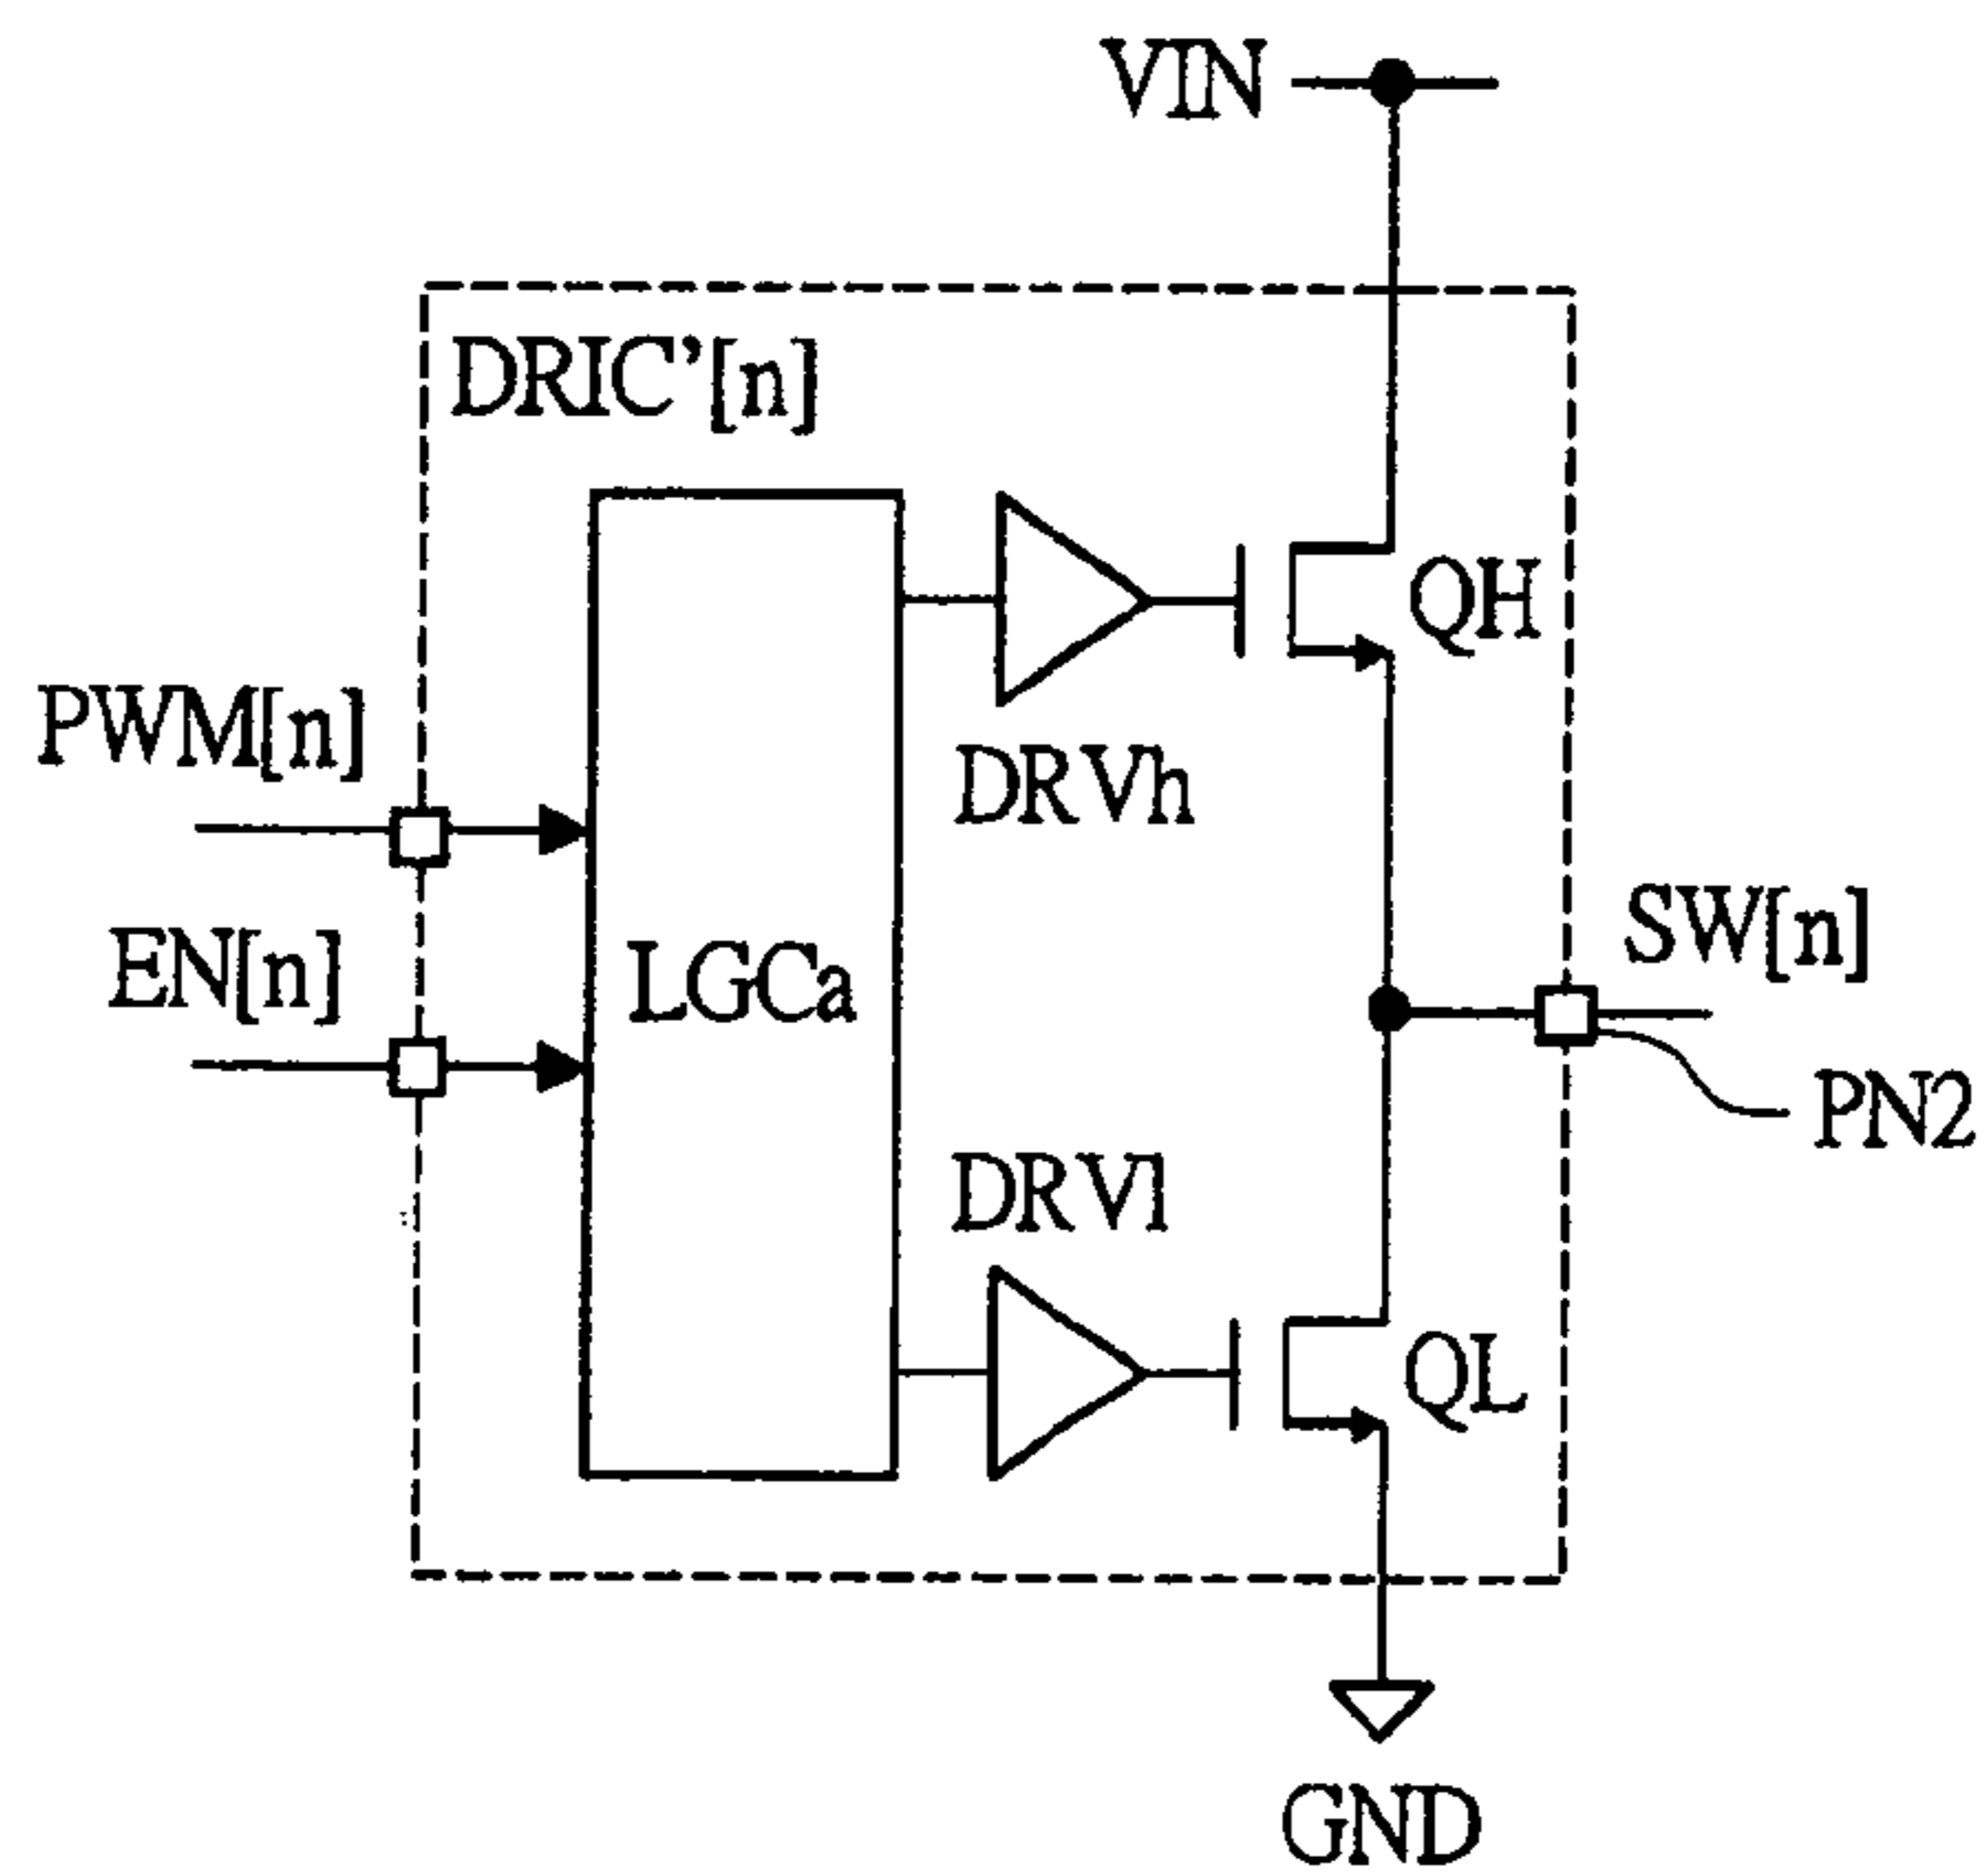 VIN
DRIC’[n]
QH
PWM[n]
DRVh
SW[n]
EN[n]
LGCa
PN2
DRVl
QL
GND